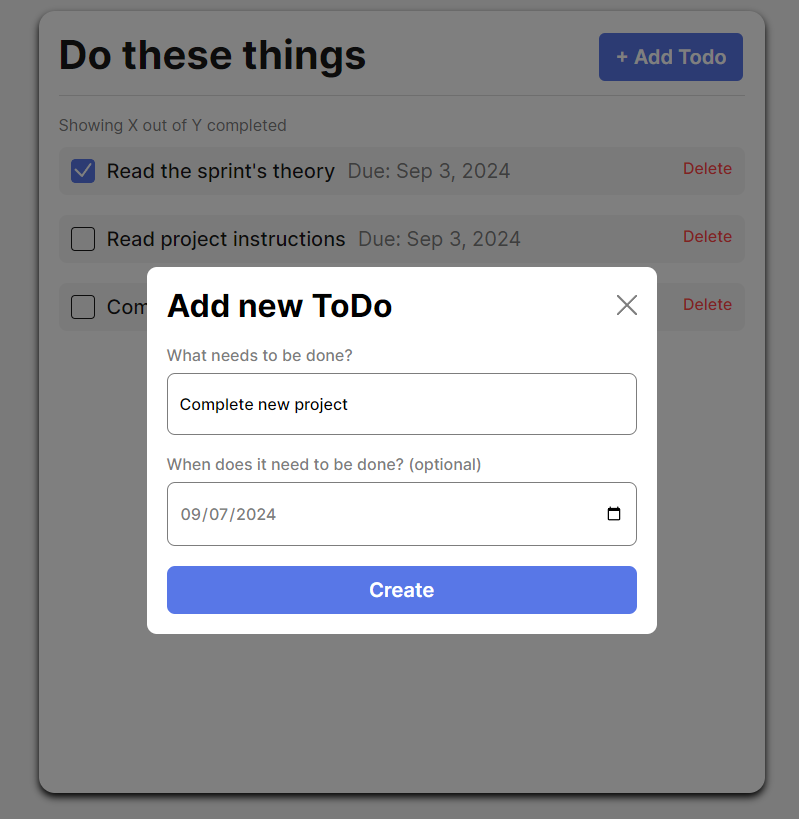 Do these things
+ Add Todo
Showing X out of Y completed
Read the sprint's theory Due: Sep 3, 2024 Delete
Read project instructions Due: Sep 3, 2024 Delete
Com Delete
Add new ToDo
What needs to be done?
Complete new project
When does it need to be done? (optional)
09/07/2024
Create